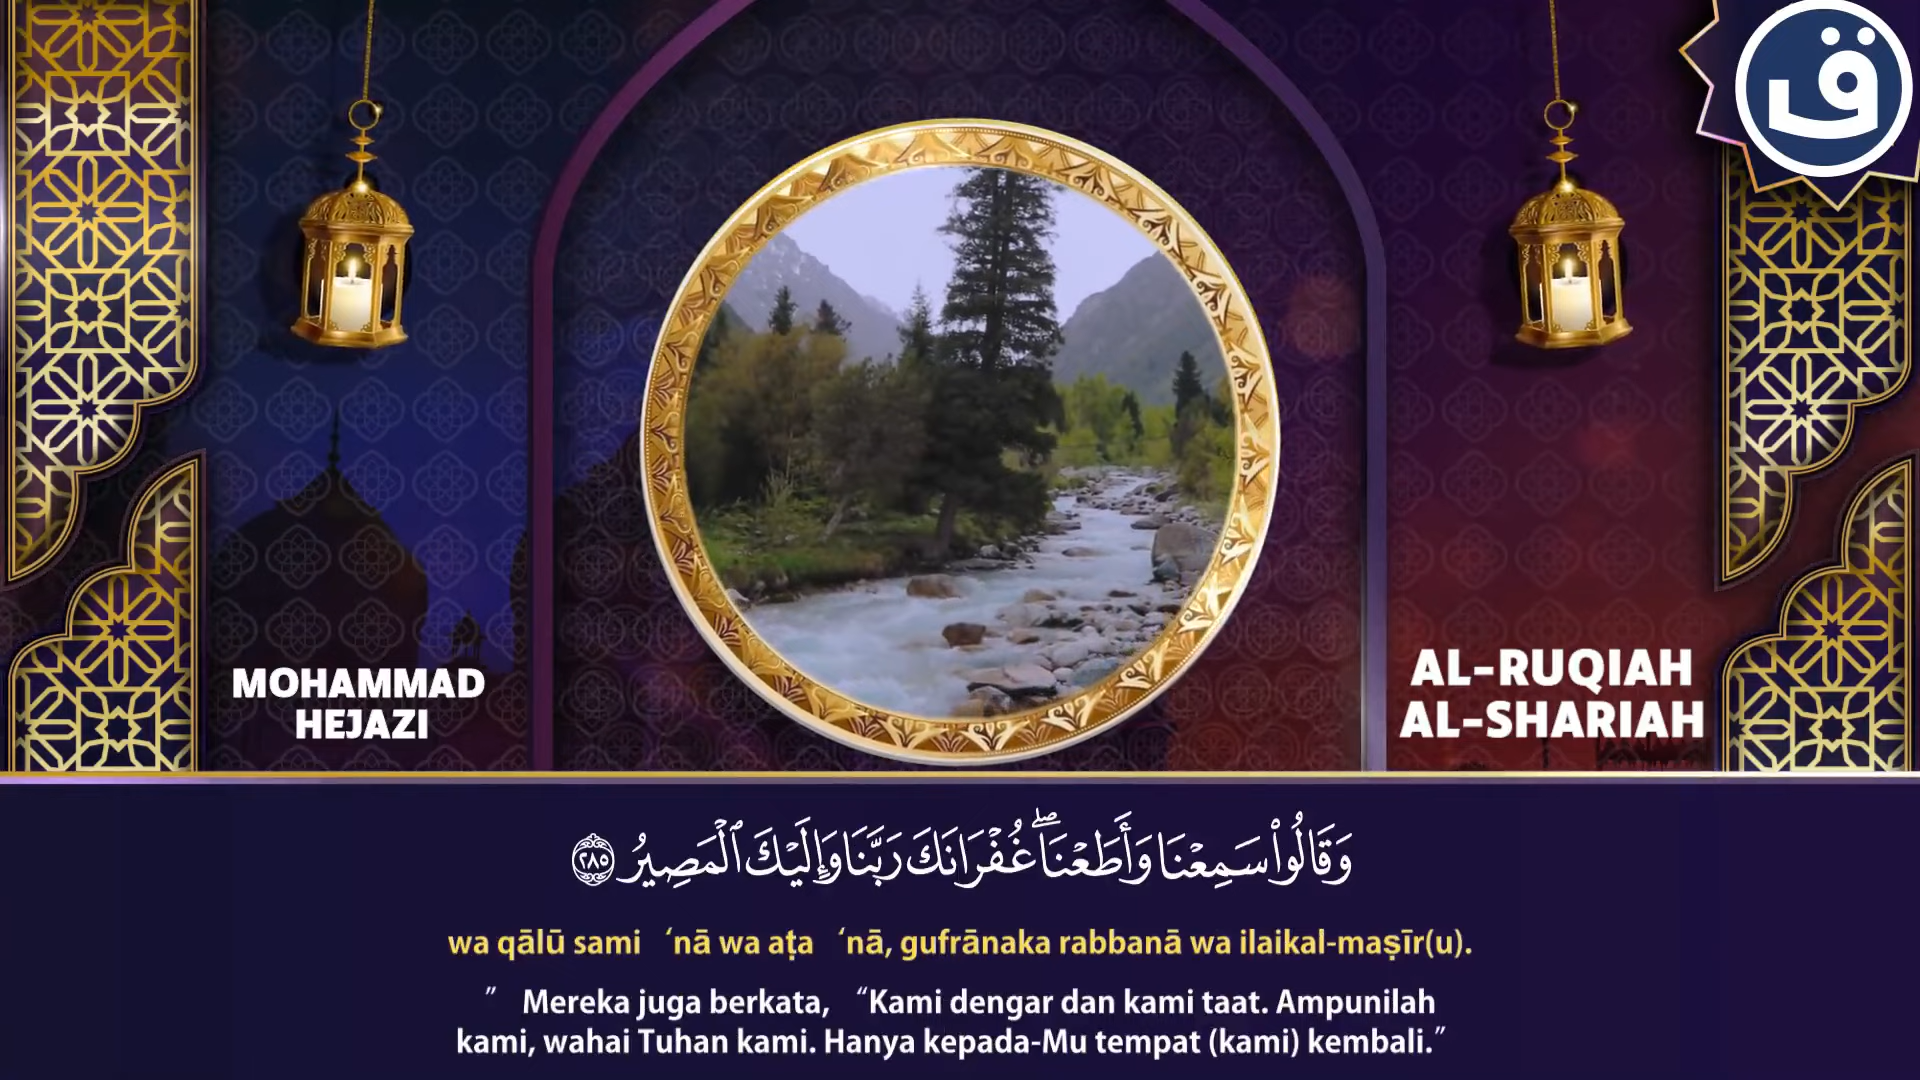 ق
MOHAMMAD
HEJAZI
AL-RUQIAH
AL-SHARIAH
وَقَالُوا۟ سَمِعْنَا وَأَطَعْنَا ۖ غُفْرَانَكَ رَبَّنَا وَإِلَيْكَ ٱلْمَصِيرُ ٢٨٥
wa qālū sami ‘nā wa aṭa ‘nā, gufrānaka rabbanā wa ilaikal-maṣīr(u).
” Mereka juga berkata, “Kami dengar dan kami taat. Ampunilah
kami, wahai Tuhan kami. Hanya kepada-Mu tempat (kami) kembali.”